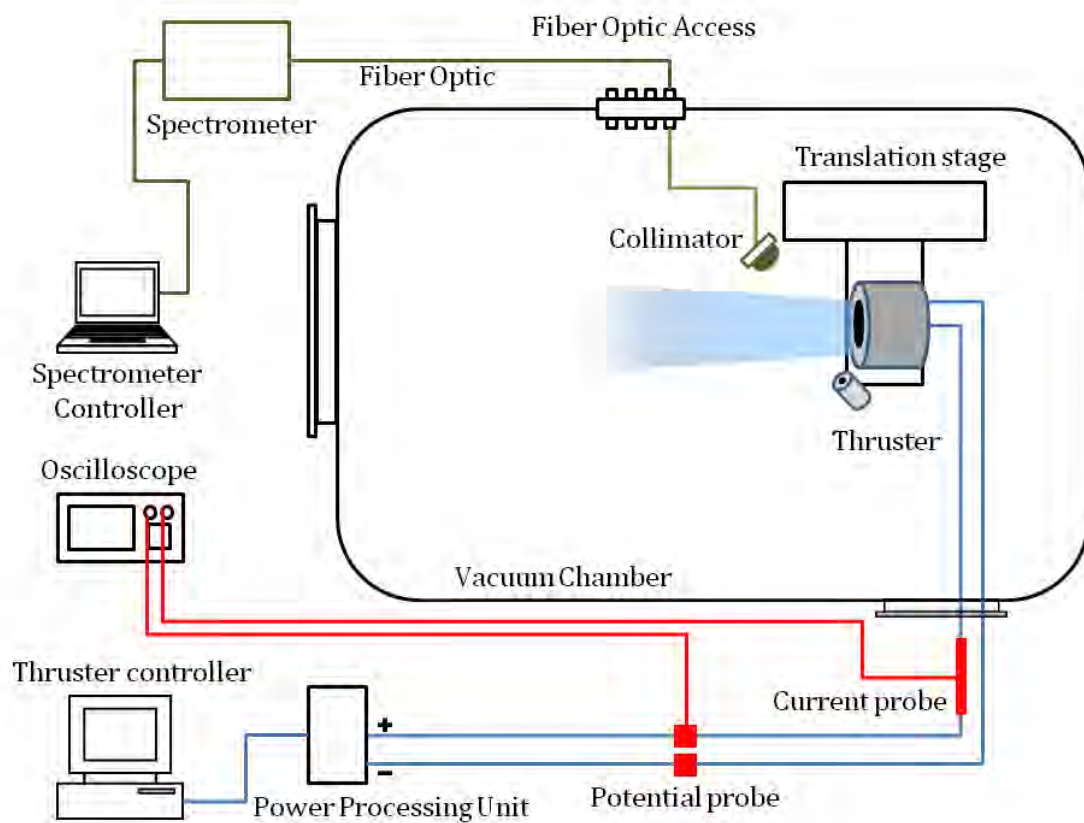 Fiber Optic Access
Fiber Optic
Spectrometer
Translation stage
Collimator
Spectrometer
Controller
Thruster
Oscilloscope
Vacuum Chamber
Thruster controller
Current probe
+
−
Potential probe
Power Processing Unit